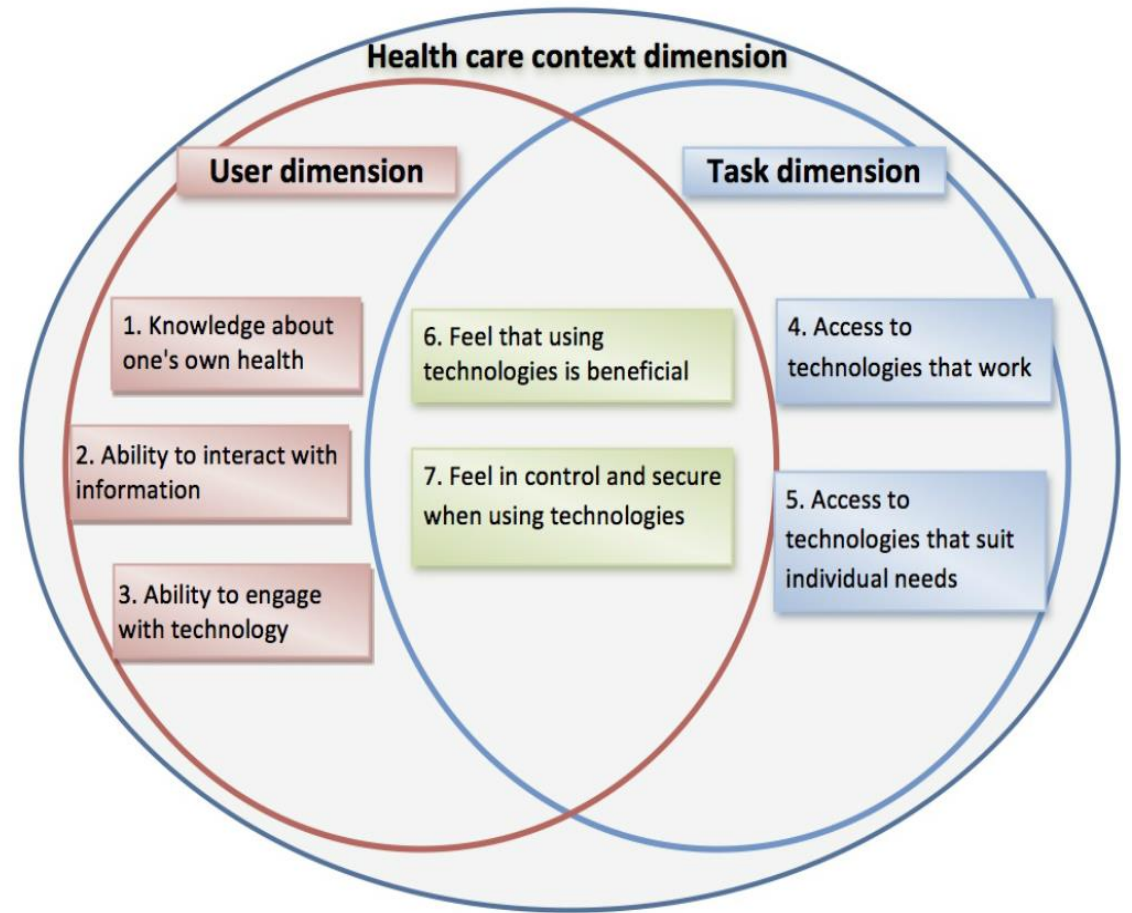 Health care context dimension
User dimension
Task dimension
1. Knowledge about
one's own health
2. Ability to interact with
information
3. Ability to engage
with technology
6. Feel that using
technologies is beneficial
7. Feel in control and secure
when using technologies
4. Access to
technologies that work
5. Access to
technologies that suit
individual needs